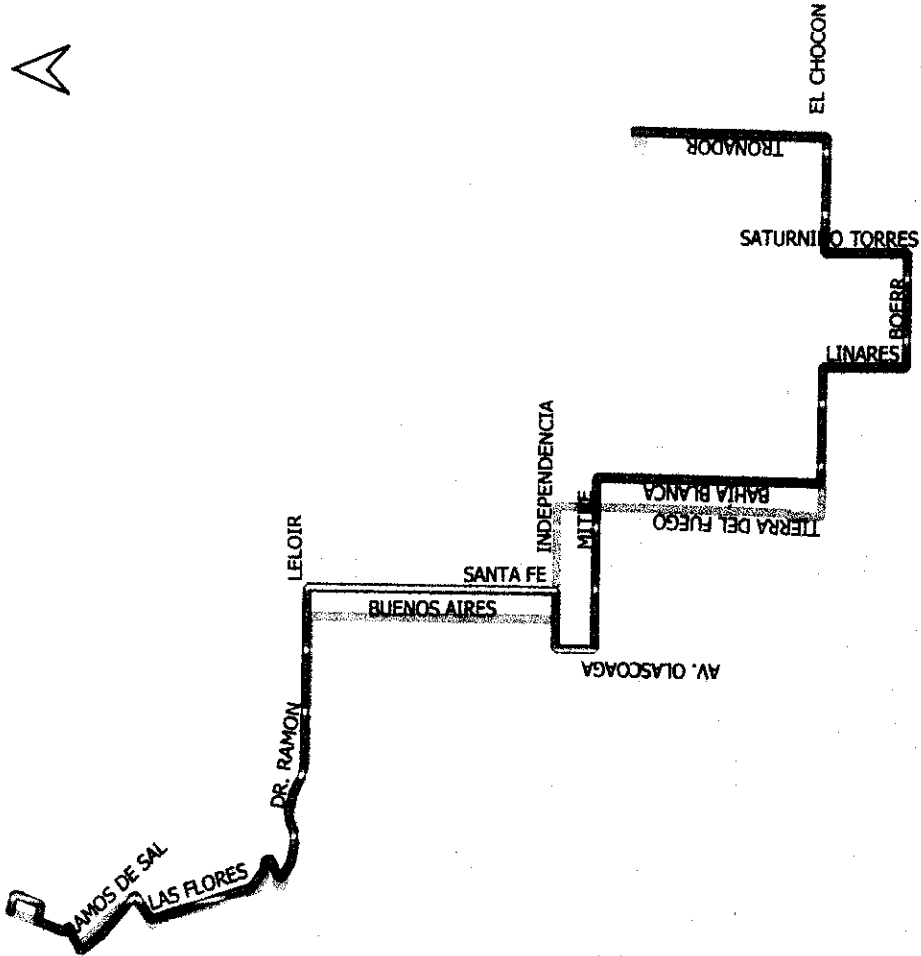 EL CHOCON
TRONADOR
SATURNINO TORRES
BOERR
LINARES
INDEPENDENCIA
MITRE
BAHIA BLANCA
TIERRA DEL FUEGO
LELOIR
SANTA FE
BUENOS AIRES
AV. OLASCOAGA
DR. RAMON
AMOS DE SAL
LAS FLORES